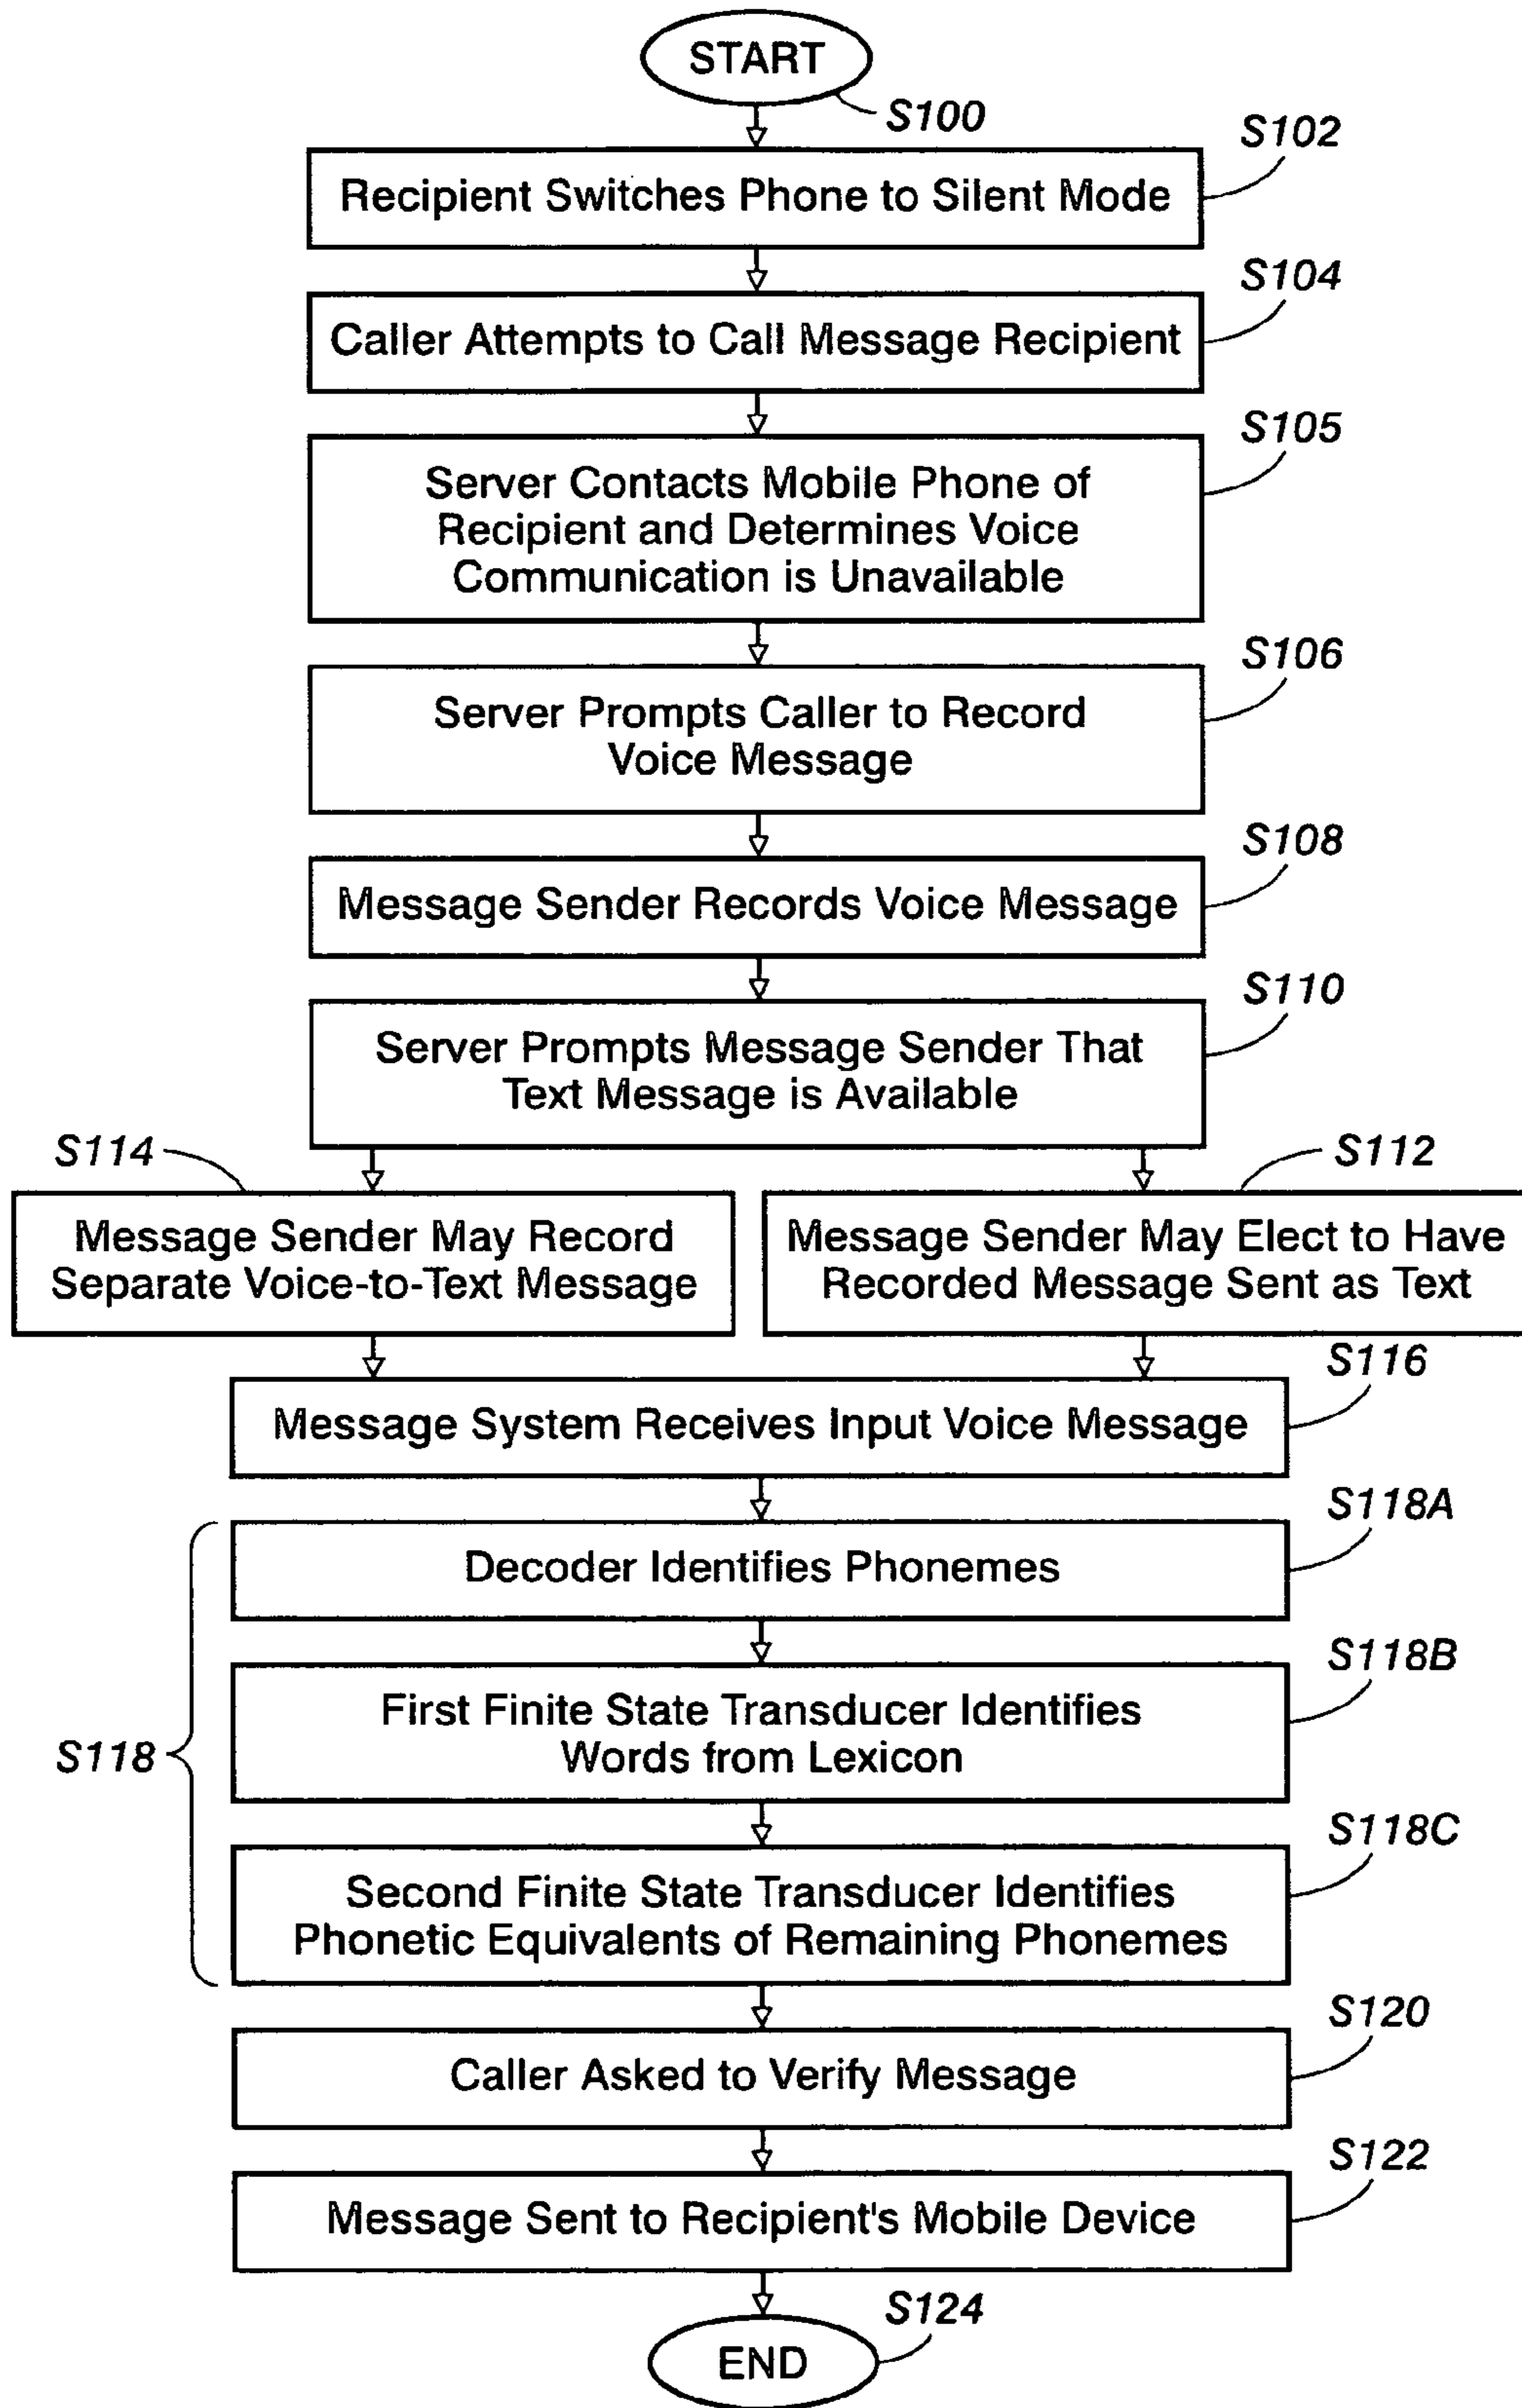 START
S100
S102
Recipient Switches Phone to Silent Mode
S104
Caller Attempts to Call Message Recipient
S105
Server Contacts Mobile Phone of
Recipient and Determines Voice
Communication is Unavailable
S106
Server Prompts Caller to Record
Voice Message
S108
Message Sender Records Voice Message
S110
Server Prompts Message Sender That
Text Message is Available
S114
Message Sender May Record
Separate Voice-to-Text Message
S112
Message Sender May Elect to Have
Recorded Message Sent as Text
S116
Message System Receives Input Voice Message
S118
S118A
Decoder Identifies Phonemes
S118B
First Finite State Transducer Identifies
Words from Lexicon
S118C
Second Finite State Transducer Identifies
Phonetic Equivalents of Remaining Phonemes
S120
Caller Asked to Verify Message
S122
Message Sent to Recipient's Mobile Device
S124
END